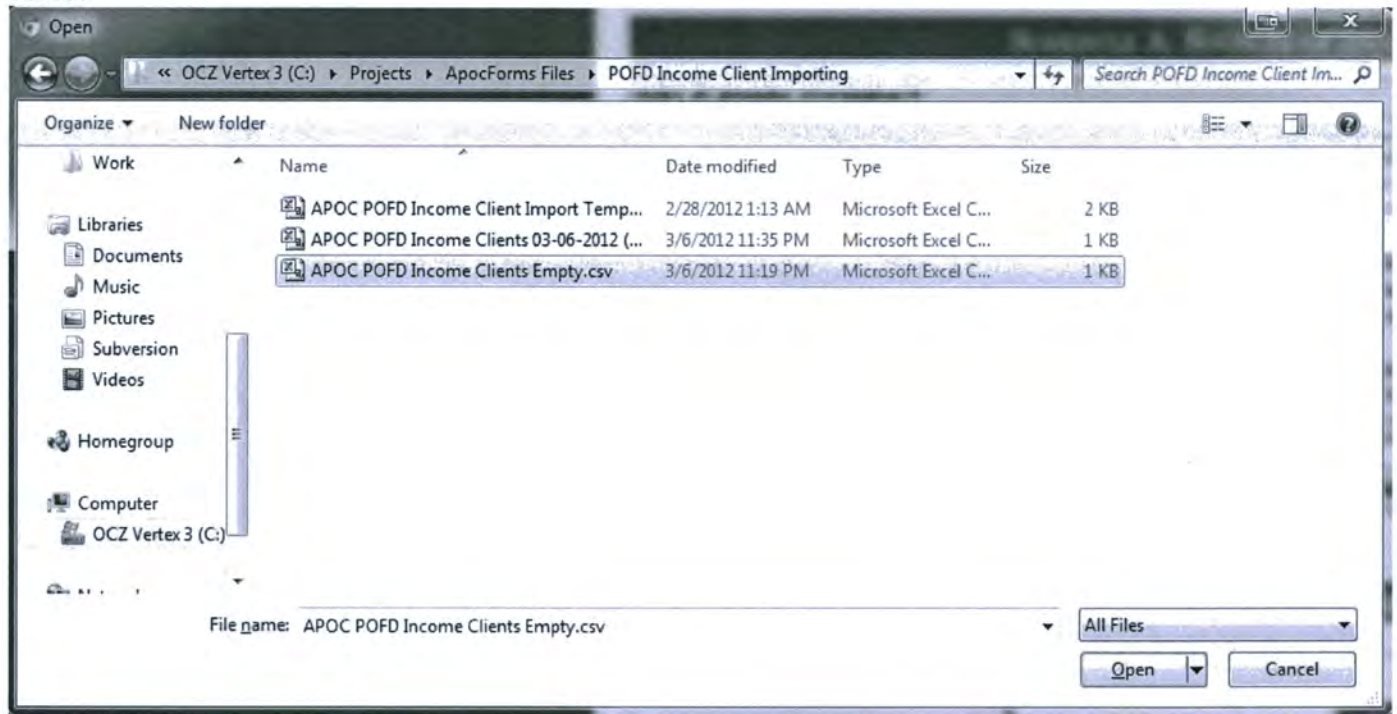 Open
« OCZ Vertex 3 (C:) ▸ Projects ▸ ApocForms Files ▸ POFD Income Client Importing
Search POFD Income Client Im...
Organize ▾ New folder
Name Date modified Type Size
Work
Libraries
Documents
Music
Pictures
Subversion
Videos
Homegroup
Computer
OCZ Vertex 3 (C:)
APOC POFD Income Client Import Temp... 2/28/2012 1:13 AM Microsoft Excel C... 2 KB
APOC POFD Income Clients 03-06-2012 (... 3/6/2012 11:35 PM Microsoft Excel C... 1 KB
APOC POFD Income Clients Empty.csv 3/6/2012 11:19 PM Microsoft Excel C... 1 KB
File name: APOC POFD Income Clients Empty.csv
All Files
Open
Cancel